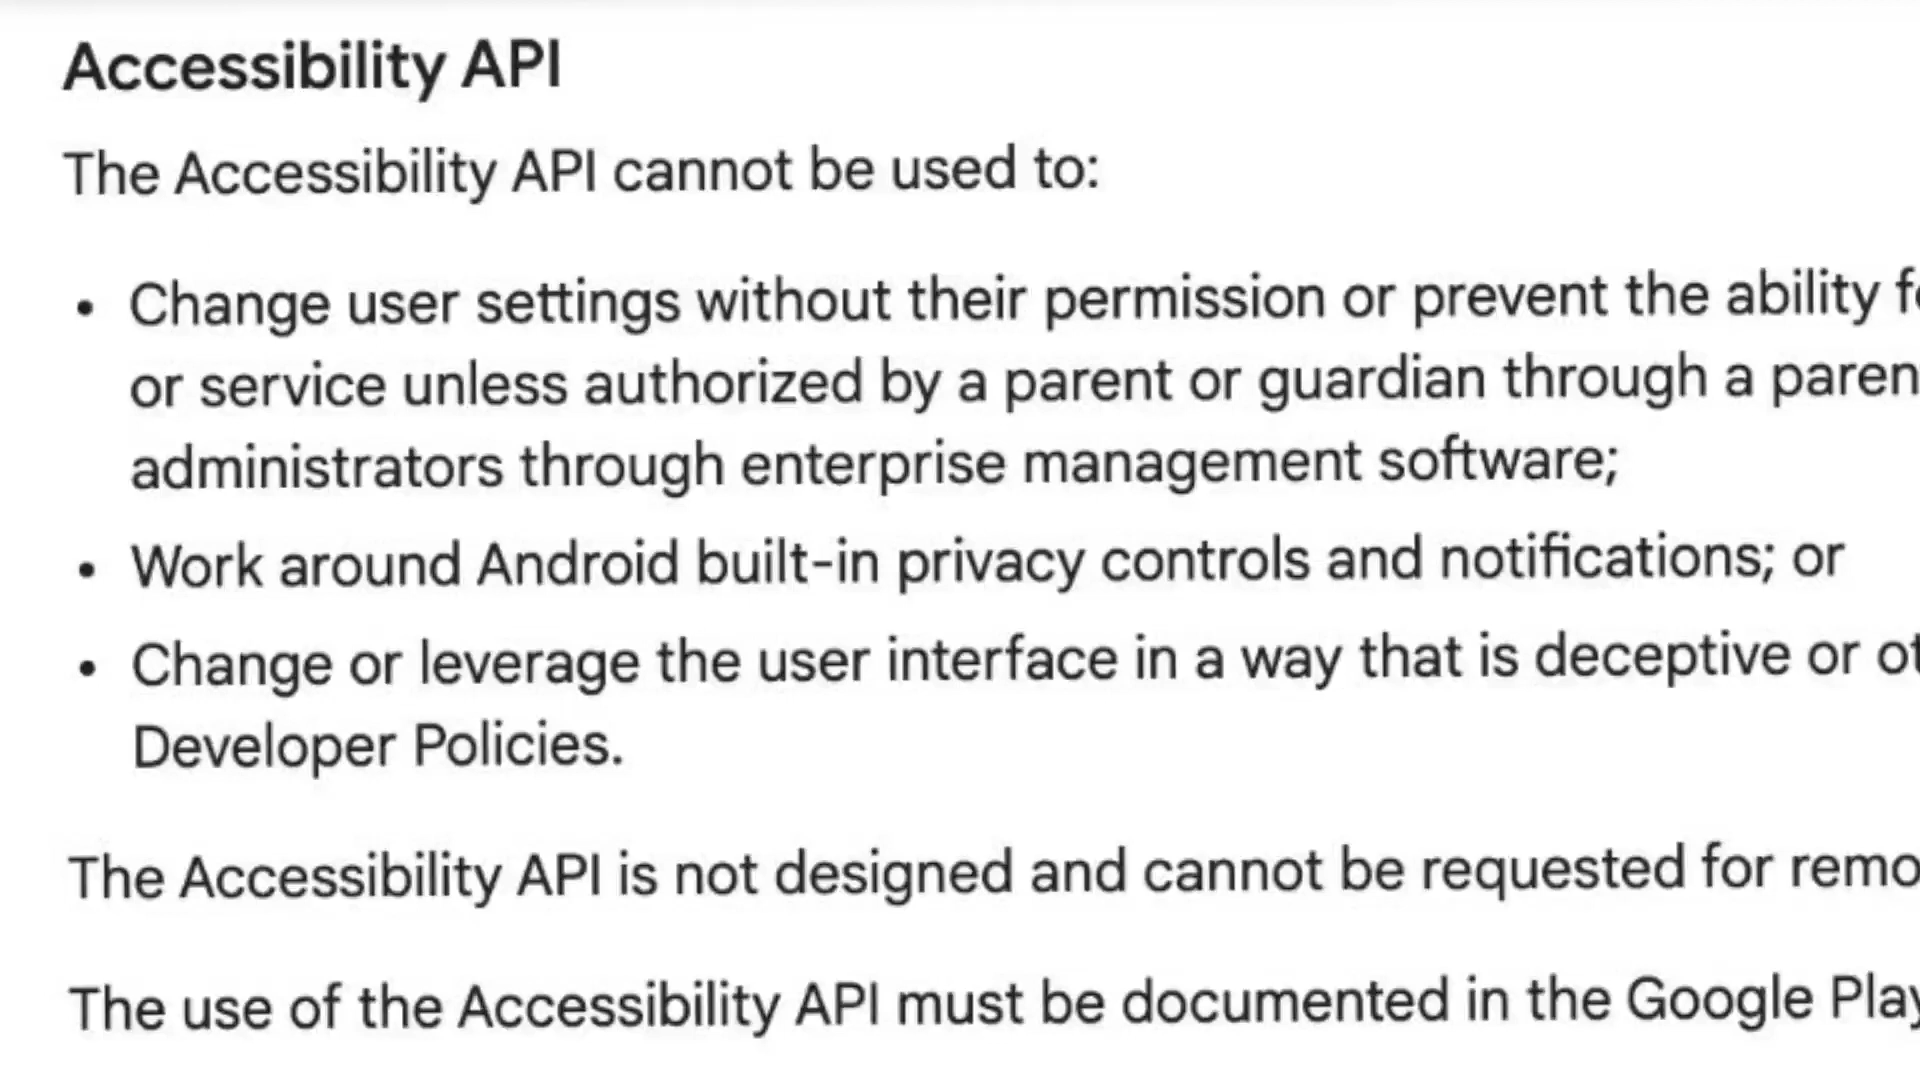 Accessibility API
The Accessibility API cannot be used to:
• Change user settings without their permission or prevent the ability
or service unless authorized by a parent or guardian through a
administrators through enterprise management software;
• Work around Android built-in privacy controls and notifications; or
• Change or leverage the user interface in a way that is deceptive or
Developer Policies.
The Accessibility API is not designed and cannot be requested for
The use of the Accessibility API must be documented in the Google Play